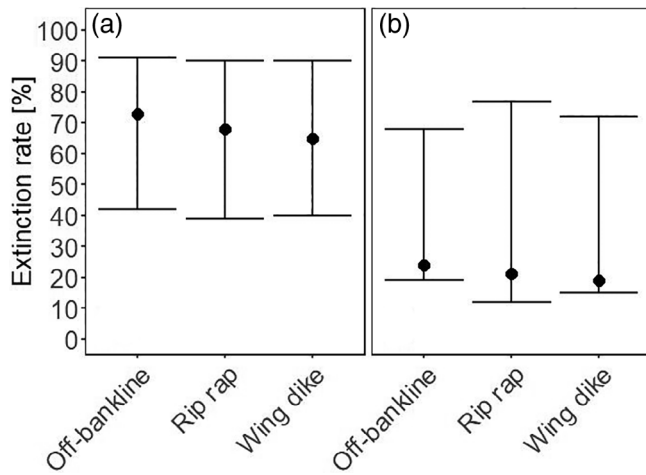 (a)
(b)
Extinction rate [%]
100
90
80
70
60
50
40
30
20
10
0
Off-bankline
Rip rap
Wing dike
Off-bankline
Rip rap
Wing dike